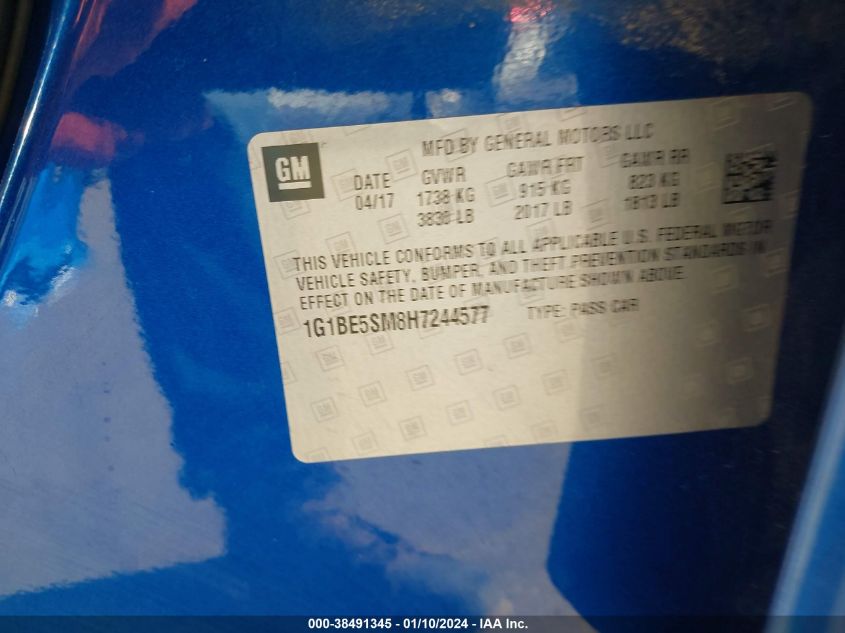 MFD BY GENERAL MOTORS LLC
GM
DATE GVWR GAWR FRT GAWR RR
04/17 1738 KG 915 KG 823 KG
3830 LB 2017 LB 1813 LB
THIS VEHICLE CONFORMS TO ALL APPLICABLE U.S. FEDERAL MOTOR
VEHICLE SAFETY, BUMPER, AND THEFT PREVENTION STANDARDS IN
EFFECT ON THE DATE OF MANUFACTURE SHOWN ABOVE.
1G1BE5SM8H7244577 TYPE: PASS CAR
000-38491345 - 01/10/2024 - IAA Inc.